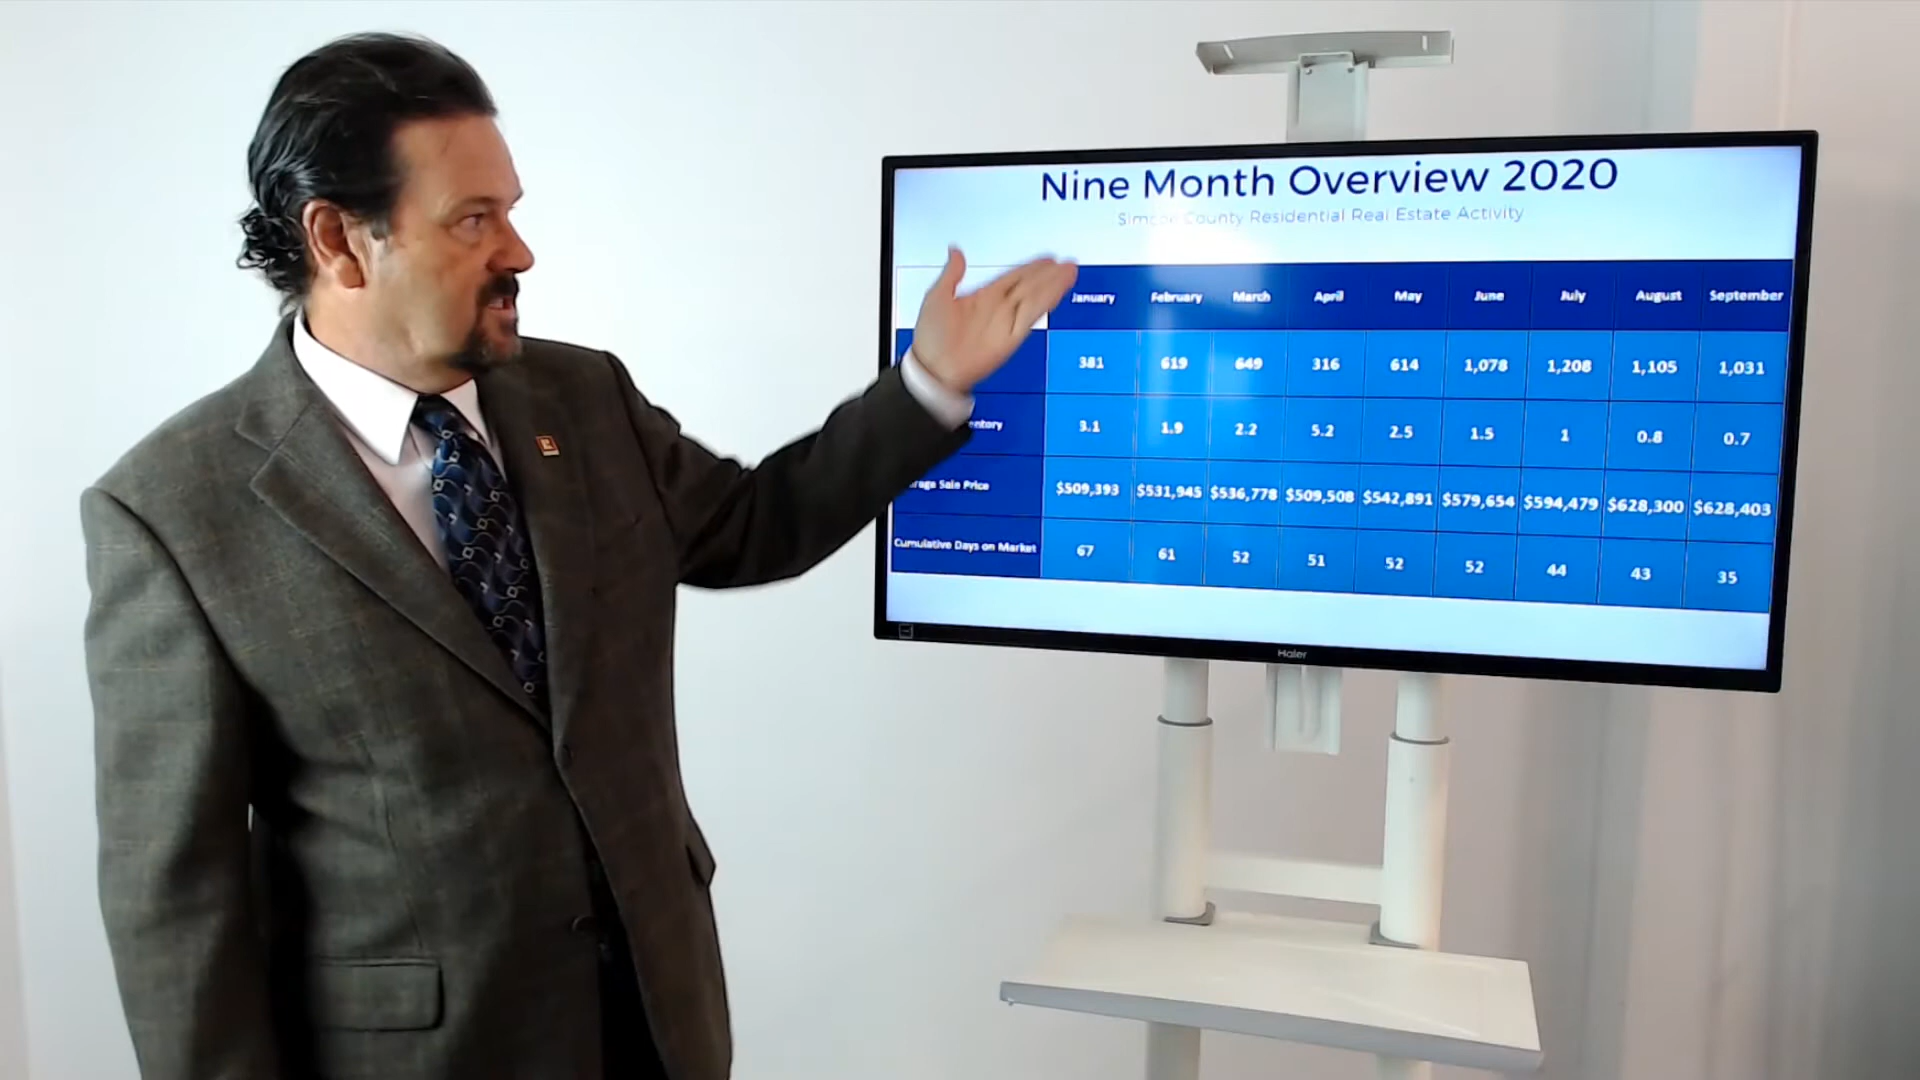 Nine Month Overview 2020
Simcoe County Residential Real Estate Activity
January February March April May June July August September
381 619 649 316 614 1,078 1,208 1,105 1,031
3.1 1.9 2.2 5.2 2.5 1.5 1 0.8 0.7
Sale Price $509,393 $531,945 $536,778 $509,508 $542,891 $579,654 $594,479 $628,300 $628,403
Cumulative Days on Market 67 61 52 51 52 52 44 43 35
Haier